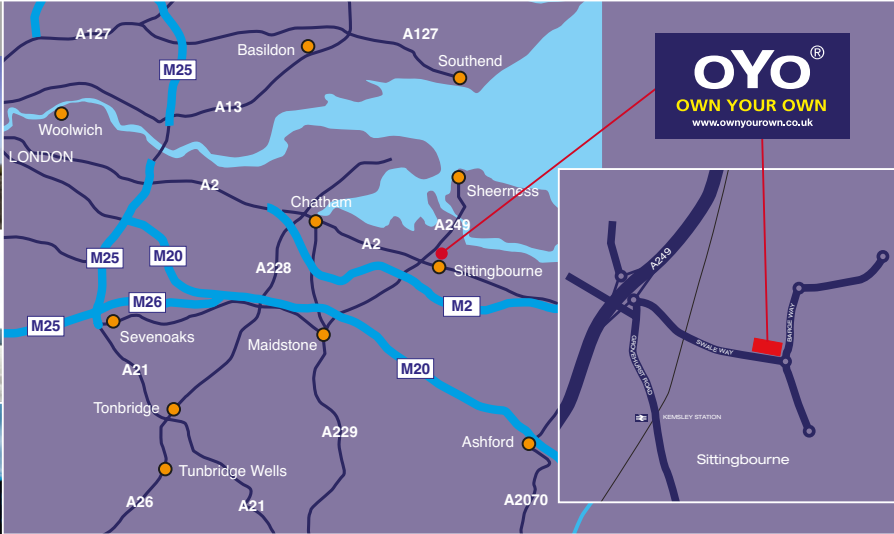 A127
A127
Basildon
Southend
M25
A13
Woolwich
LONDON
A2
Sheerness
Chatham
A249
A2
M25
M20
A228
Sittingbourne
M26
M2
M25
Sevenoaks
Maidstone
A21
M20
Tonbridge
A229
Ashford
Tunbridge Wells
A26
A21
A2070
OYO®
OWN YOUR OWN
www.ownyourown.co.uk
A249
BARGE WAY
SWALE WAY
GROVEHURST ROAD
KEMSLEY STATION
Sittingbourne